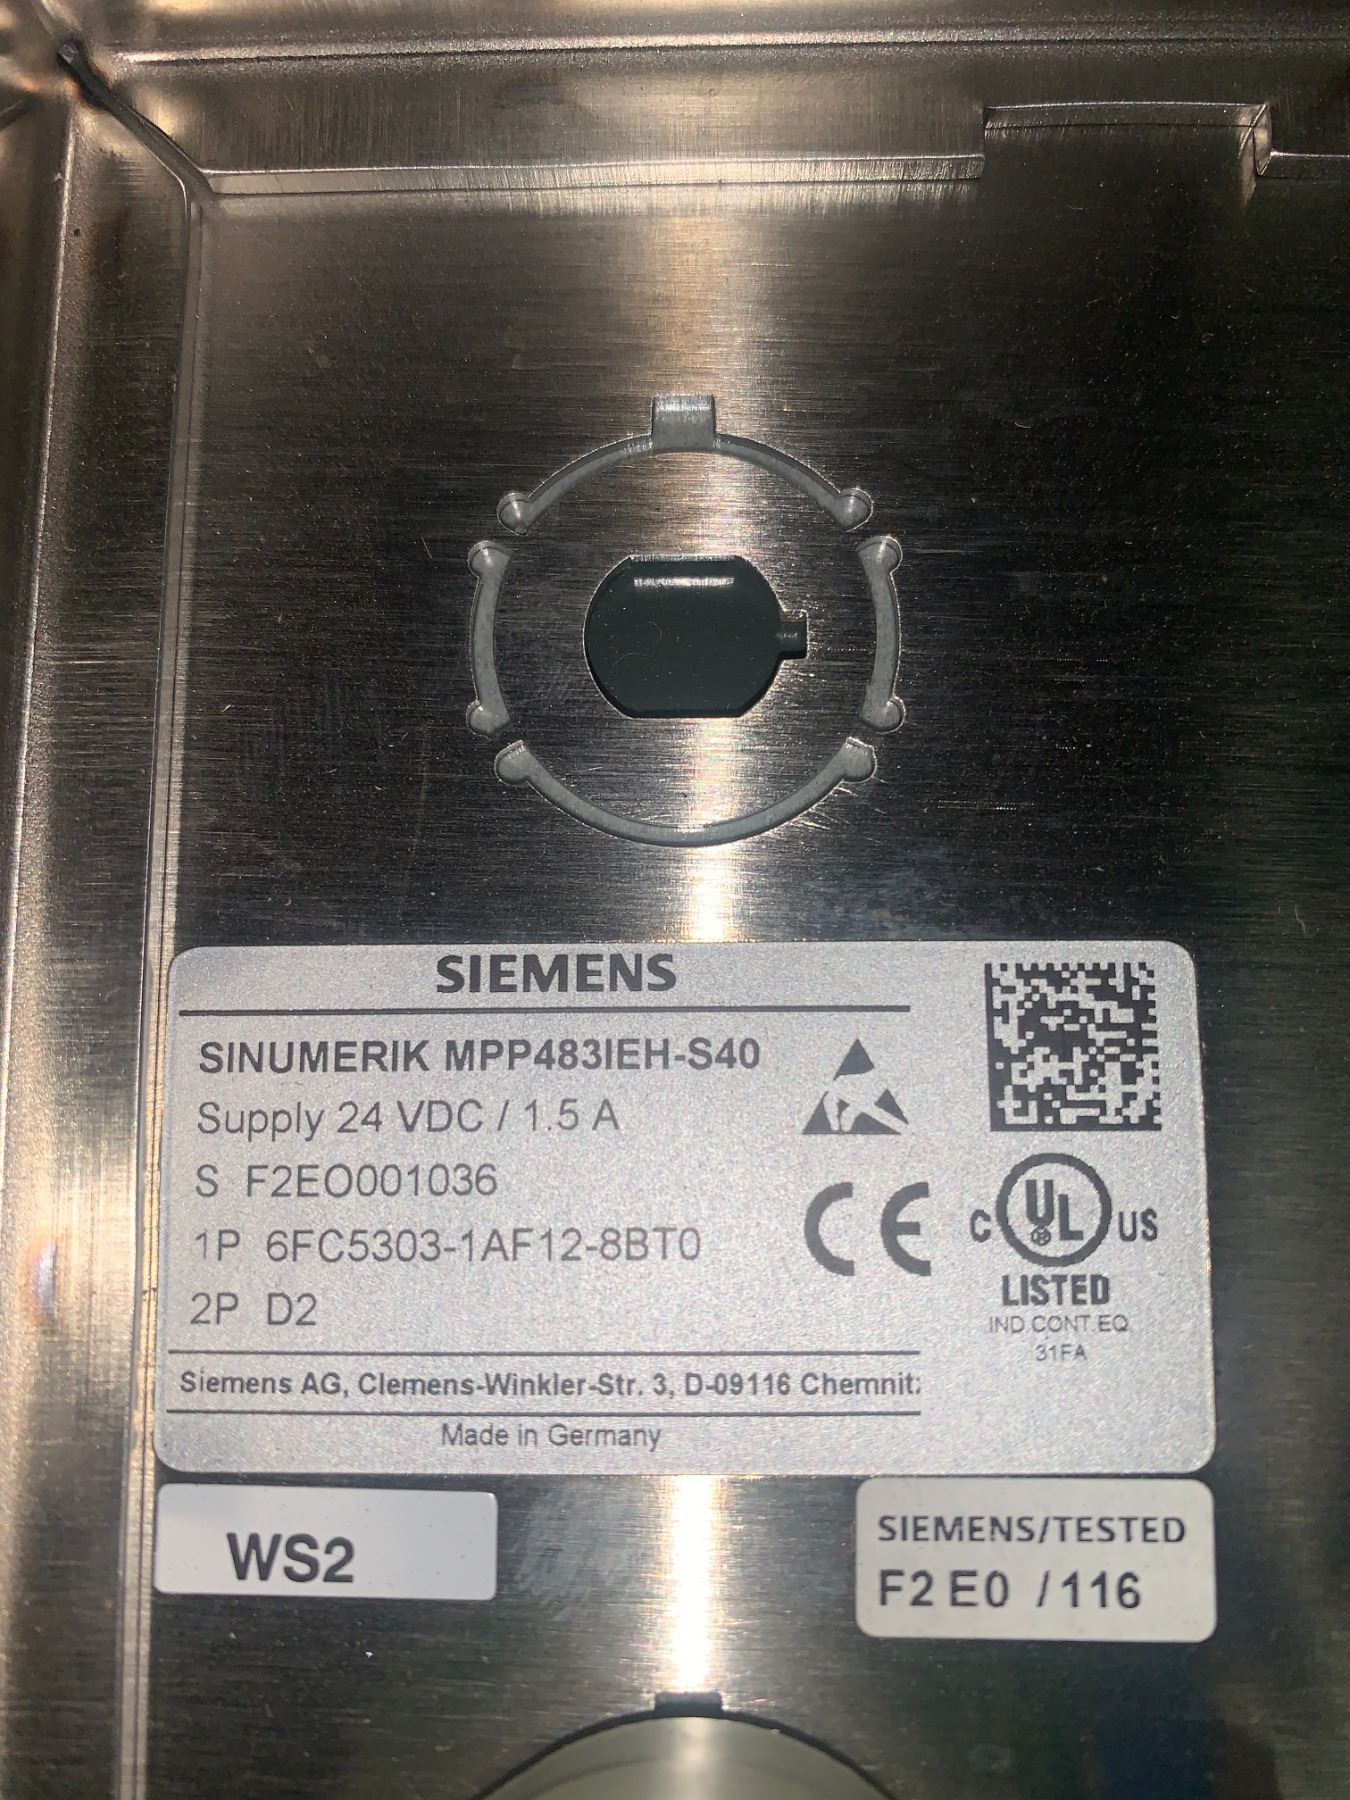 SIEMENS
SINUMERIK MPP483IEH-S40
Supply 24 VDC / 1.5 A
S F2EO001036
1P 6FC5303-1AF12-8BT0
2P D2
C UL US
LISTED
IND.CONT.EQ.
31FA
CE
Siemens AG, Clemens-Winkler-Str. 3, D-09116 Chemnitz
Made in Germany
WS2
SIEMENS/TESTED
F2 E0 / 116